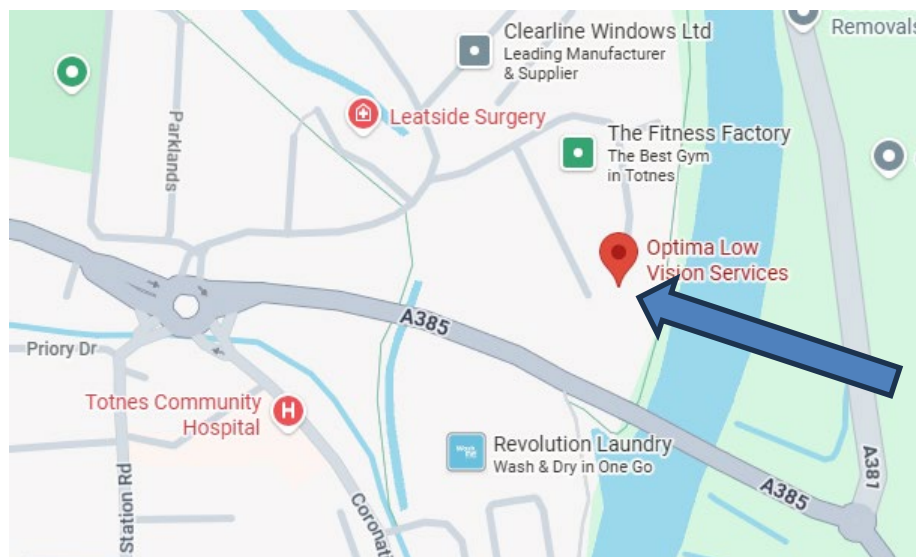 Clearline Windows Ltd
Leading Manufacturer
& Supplier
Removals
Parklands
Leatside Surgery
The Fitness Factory
The Best Gym
in Totnes
Optima Low
Vision Services
A385
Priory Dr
Totnes Community
Hospital
H
Revolution Laundry
Wash & Dry in One Go
Station Rd
Coronati
A385
A381